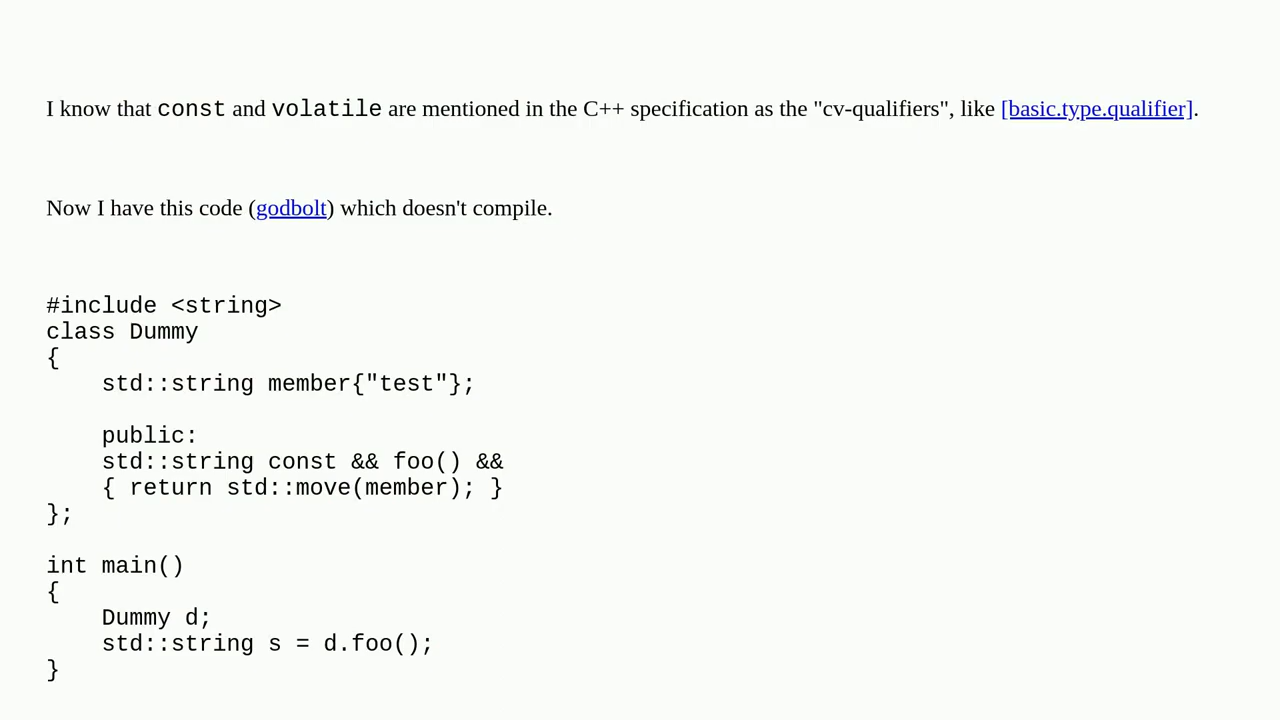 I know that const and volatile are mentioned in the C++ specification as the "cv-qualifiers", like [basic.type.qualifier].
Now I have this code (godbolt) which doesn't compile.
#include <string>
class Dummy
{
    std::string member{"test"};

    public:
    std::string const && foo() &&
    { return std::move(member); }
};

int main()
{
    Dummy d;
    std::string s = d.foo();
}